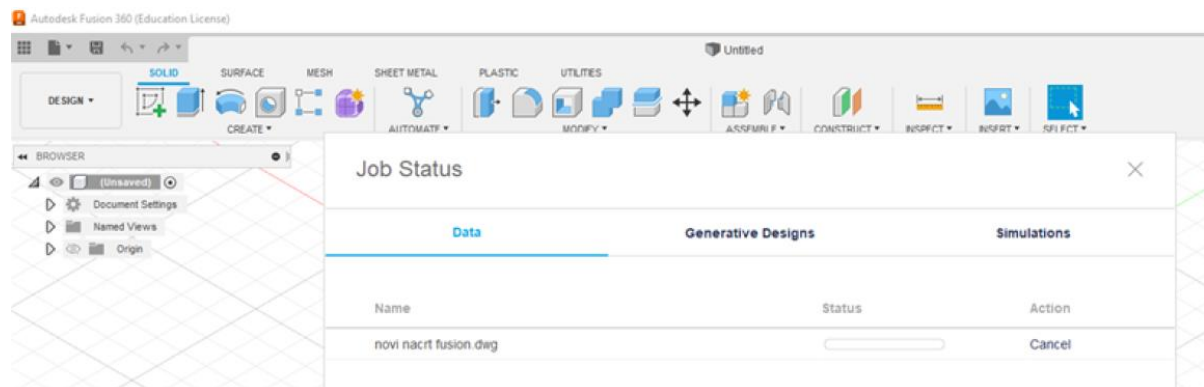 Autodesk Fusion 360 (Education License)
Untitled
SOLID SURFACE MESH SHEET METAL PLASTIC UTILITIES
DESIGN
CREATE AUTOMATE MODIFY ASSEMBLE CONSTRUCT INSPECT INSERT SELECT
BROWSER
(Unsaved)
Document Settings
Named Views
Origin
Job Status
Data Generative Designs Simulations
Name Status Action
novi nacrt fusion.dwg Cancel